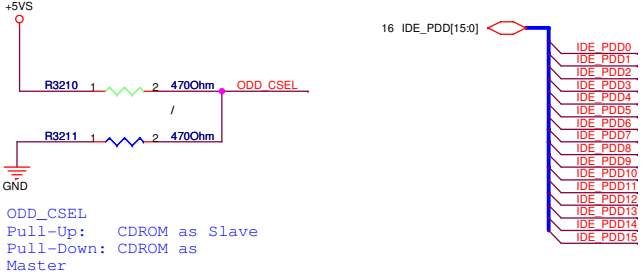 +5VS
R3210 1 2 470Ohm ODD_CSEL
/
R3211 1 2 470Ohm
GND
ODD_CSEL
Pull-Up: CDROM as Slave
Pull-Down: CDROM as
Master
16 IDE_PDD[15:0]
IDE_PDD0
IDE_PDD1
IDE_PDD2
IDE_PDD3
IDE_PDD4
IDE_PDD5
IDE_PDD6
IDE_PDD7
IDE_PDD8
IDE_PDD9
IDE_PDD10
IDE_PDD11
IDE_PDD12
IDE_PDD13
IDE_PDD14
IDE_PDD15